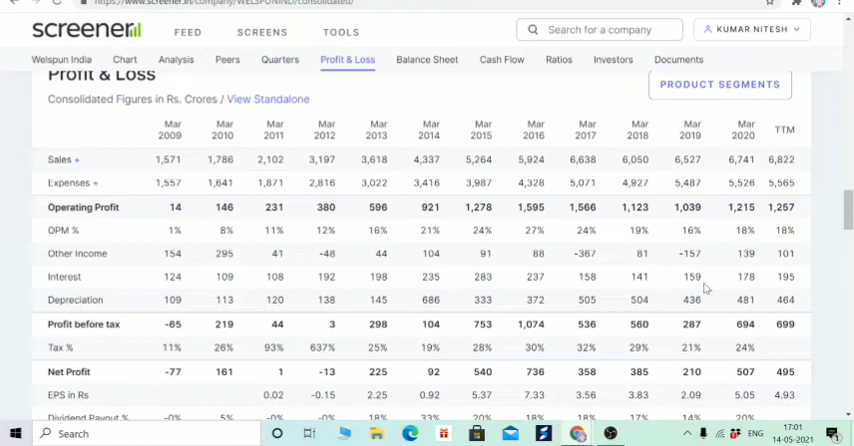 https://www.screener.in/company/WELSPUNIND/consolidated/
screener
FEED SCREENS TOOLS
Search for a company
KUMAR NITESH
Welspun India Chart Analysis Peers Quarters Profit & Loss Balance Sheet Cash Flow Ratios Investors Documents
Profit & Loss
Consolidated Figures in Rs. Crores / View Standalone
PRODUCT SEGMENTS
Mar 2009 Mar 2010 Mar 2011 Mar 2012 Mar 2013 Mar 2014 Mar 2015 Mar 2016 Mar 2017 Mar 2018 Mar 2019 Mar 2020 TTM
Sales + 1,571 1,786 2,102 3,197 3,618 4,337 5,264 5,924 6,638 6,050 6,527 6,741 6,822
Expenses + 1,557 1,641 1,871 2,816 3,022 3,416 3,987 4,328 5,071 4,927 5,487 5,526 5,565
Operating Profit 14 146 231 380 596 921 1,278 1,595 1,566 1,123 1,039 1,215 1,257
OPM % 1% 8% 11% 12% 16% 21% 24% 27% 24% 19% 16% 18% 18%
Other Income 154 295 41 -48 44 104 91 88 -367 81 -157 139 101
Interest 124 109 108 192 198 235 283 237 158 141 159 178 195
Depreciation 109 113 120 138 145 686 333 372 505 504 436 481 464
Profit before tax -65 219 44 3 298 104 753 1,074 536 560 287 694 699
Tax % 11% 26% 93% 637% 25% 19% 28% 30% 32% 29% 21% 24%
Net Profit -77 161 1 -13 225 92 540 736 358 385 210 507 495
EPS in Rs 0.02 -0.15 2.25 0.92 5.37 7.33 3.56 3.83 2.09 5.05 4.93
Dividend Payout % -0% 5% -0% -0% 18% 33% 20% 18% 18% 17% 14% 20%
Search
ENG
17:01
14-05-2021